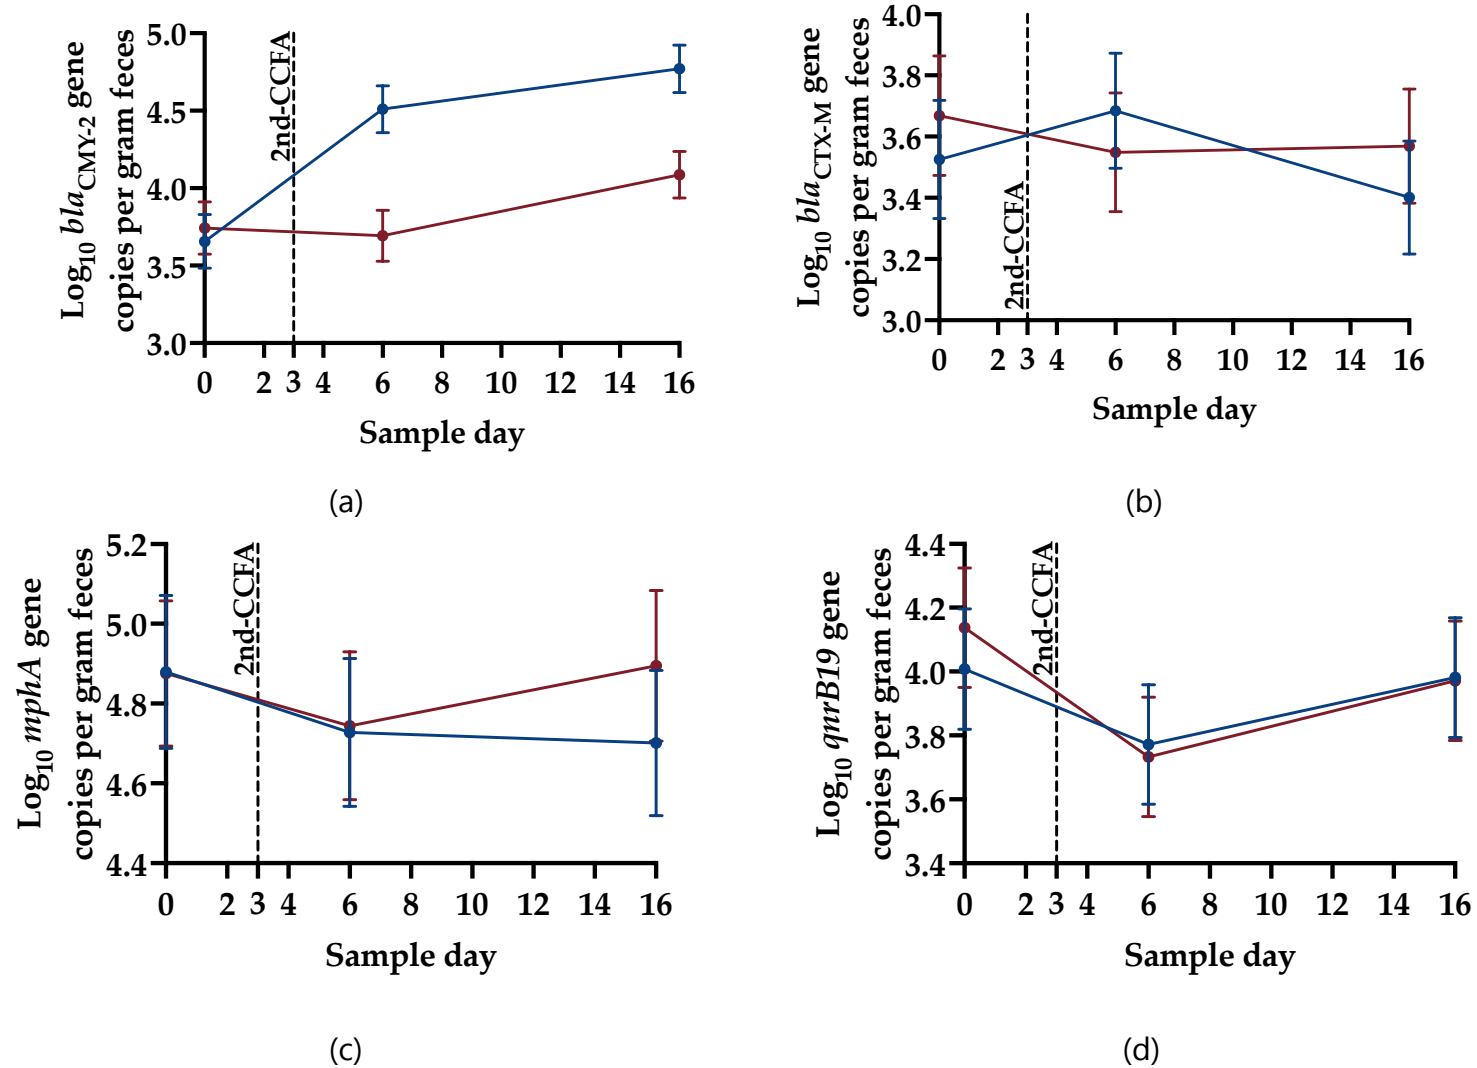 Log10 blaCMY-2 gene
copies per gram feces
5.0
4.5
4.0
3.5
3.0
2nd-CCFA
0 2 3 4 6 8 10 12 14 16
Sample day
(a)
Log10 blaCTX-M gene
copies per gram feces
4.0
3.8
3.6
3.4
3.2
3.0
2nd-CCFA
0 2 3 4 6 8 10 12 14 16
Sample day
(b)
Log10 mphA gene
copies per gram feces
5.2
5.0
4.8
4.6
4.4
2nd-CCFA
0 2 3 4 6 8 10 12 14 16
Sample day
(c)
Log10 qnrB19 gene
copies per gram feces
4.4
4.2
4.0
3.8
3.6
3.4
2nd-CCFA
0 2 3 4 6 8 10 12 14 16
Sample day
(d)